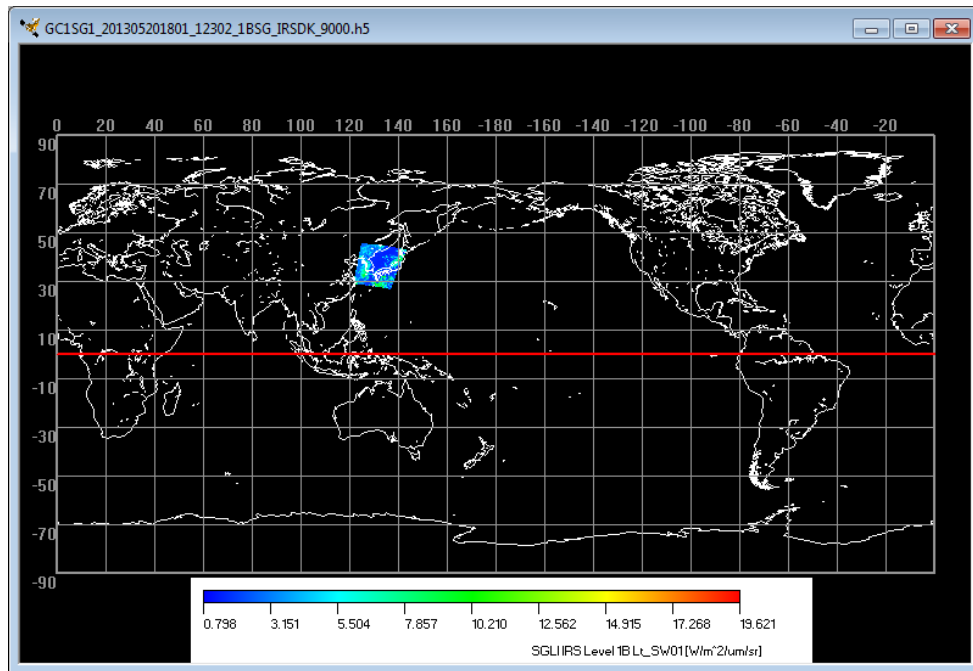 GC1SG1_201305201801_12302_1BSG_IRSDK_9000.h5
0 20 40 60 80 100 120 140 160 -180 -160 -140 -120 -100 -80 -60 -40 -20
90
70
50
30
10
-10
-30
-50
-70
-90
0.798 3.151 5.504 7.857 10.210 12.562 14.915 17.268 19.621
SGLI IRS Level 1B Lt_SW01 [W/m^2/um/sr]